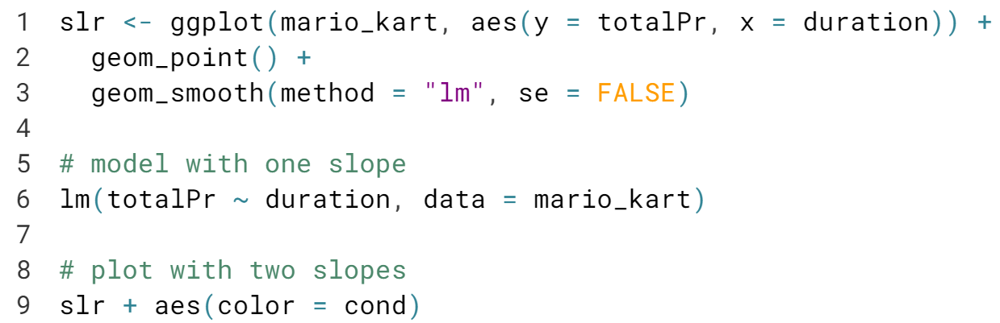 1 slr <- ggplot(mario_kart, aes(y = totalPr, x = duration)) +
2   geom_point() +
3   geom_smooth(method = "lm", se = FALSE)
4
5 # model with one slope
6 lm(totalPr ~ duration, data = mario_kart)
7
8 # plot with two slopes
9 slr + aes(color = cond)